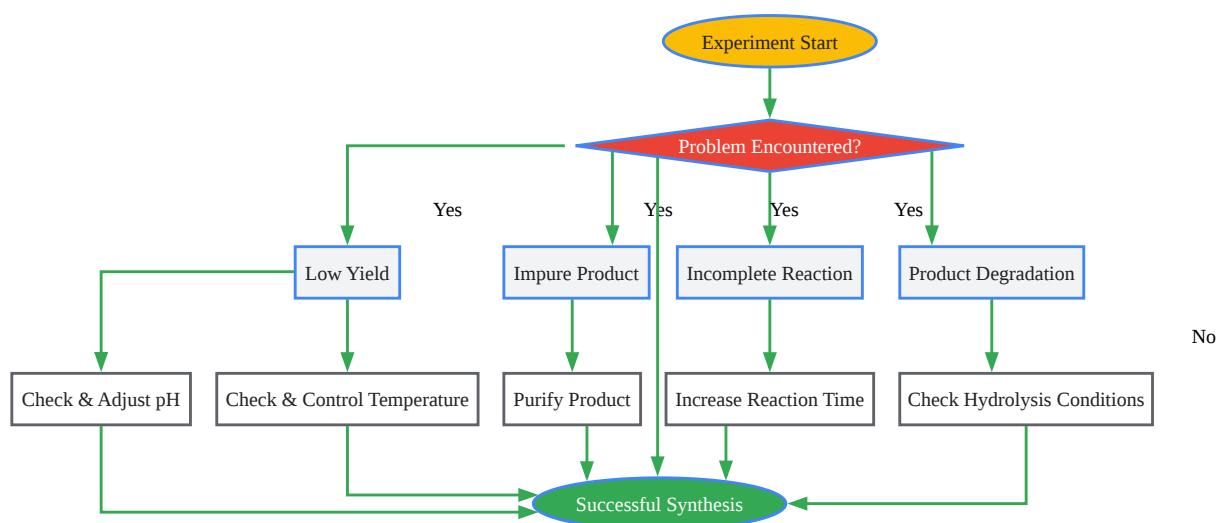 Experiment Start
Problem Encountered?
Yes
Yes
Yes
Yes
Low Yield
Impure Product
Incomplete Reaction
Product Degradation
No
Check & Adjust pH
Check & Control Temperature
Purify Product
Increase Reaction Time
Check Hydrolysis Conditions
Successful Synthesis